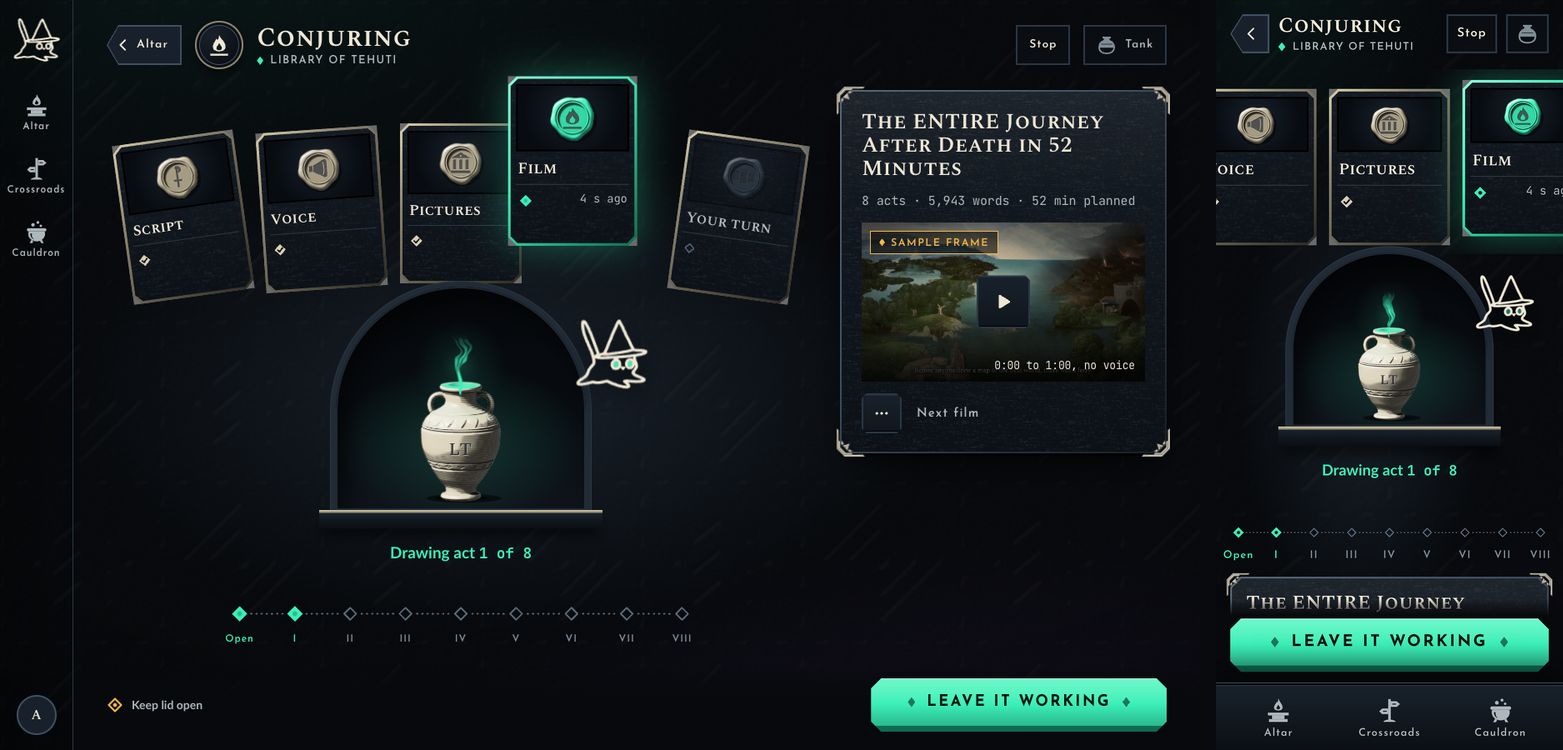 Altar
CONJURING
LIBRARY OF TEHUTI
Stop
Tank
Altar
Crossroads
Cauldron
SCRIPT
VOICE
PICTURES
FILM
4 s ago
YOUR TURN
LT
Drawing act 1 of 8
Open
I
II
III
IV
V
VI
VII
VIII
Keep lid open
A
THE ENTIRE JOURNEY
AFTER DEATH IN 52
MINUTES
8 acts · 5,943 words · 52 min planned
SAMPLE FRAME
0:00 to 1:00, no voice
Next film
LEAVE IT WORKING
CONJURING
LIBRARY OF TEHUTI
Stop
OICE
PICTURES
FILM
4 s ag
LT
Drawing act 1 of 8
Open
I
II
III
IV
V
VI
VII
VIII
THE ENTIRE JOURNEY
LEAVE IT WORKING
Altar
Crossroads
Cauldron